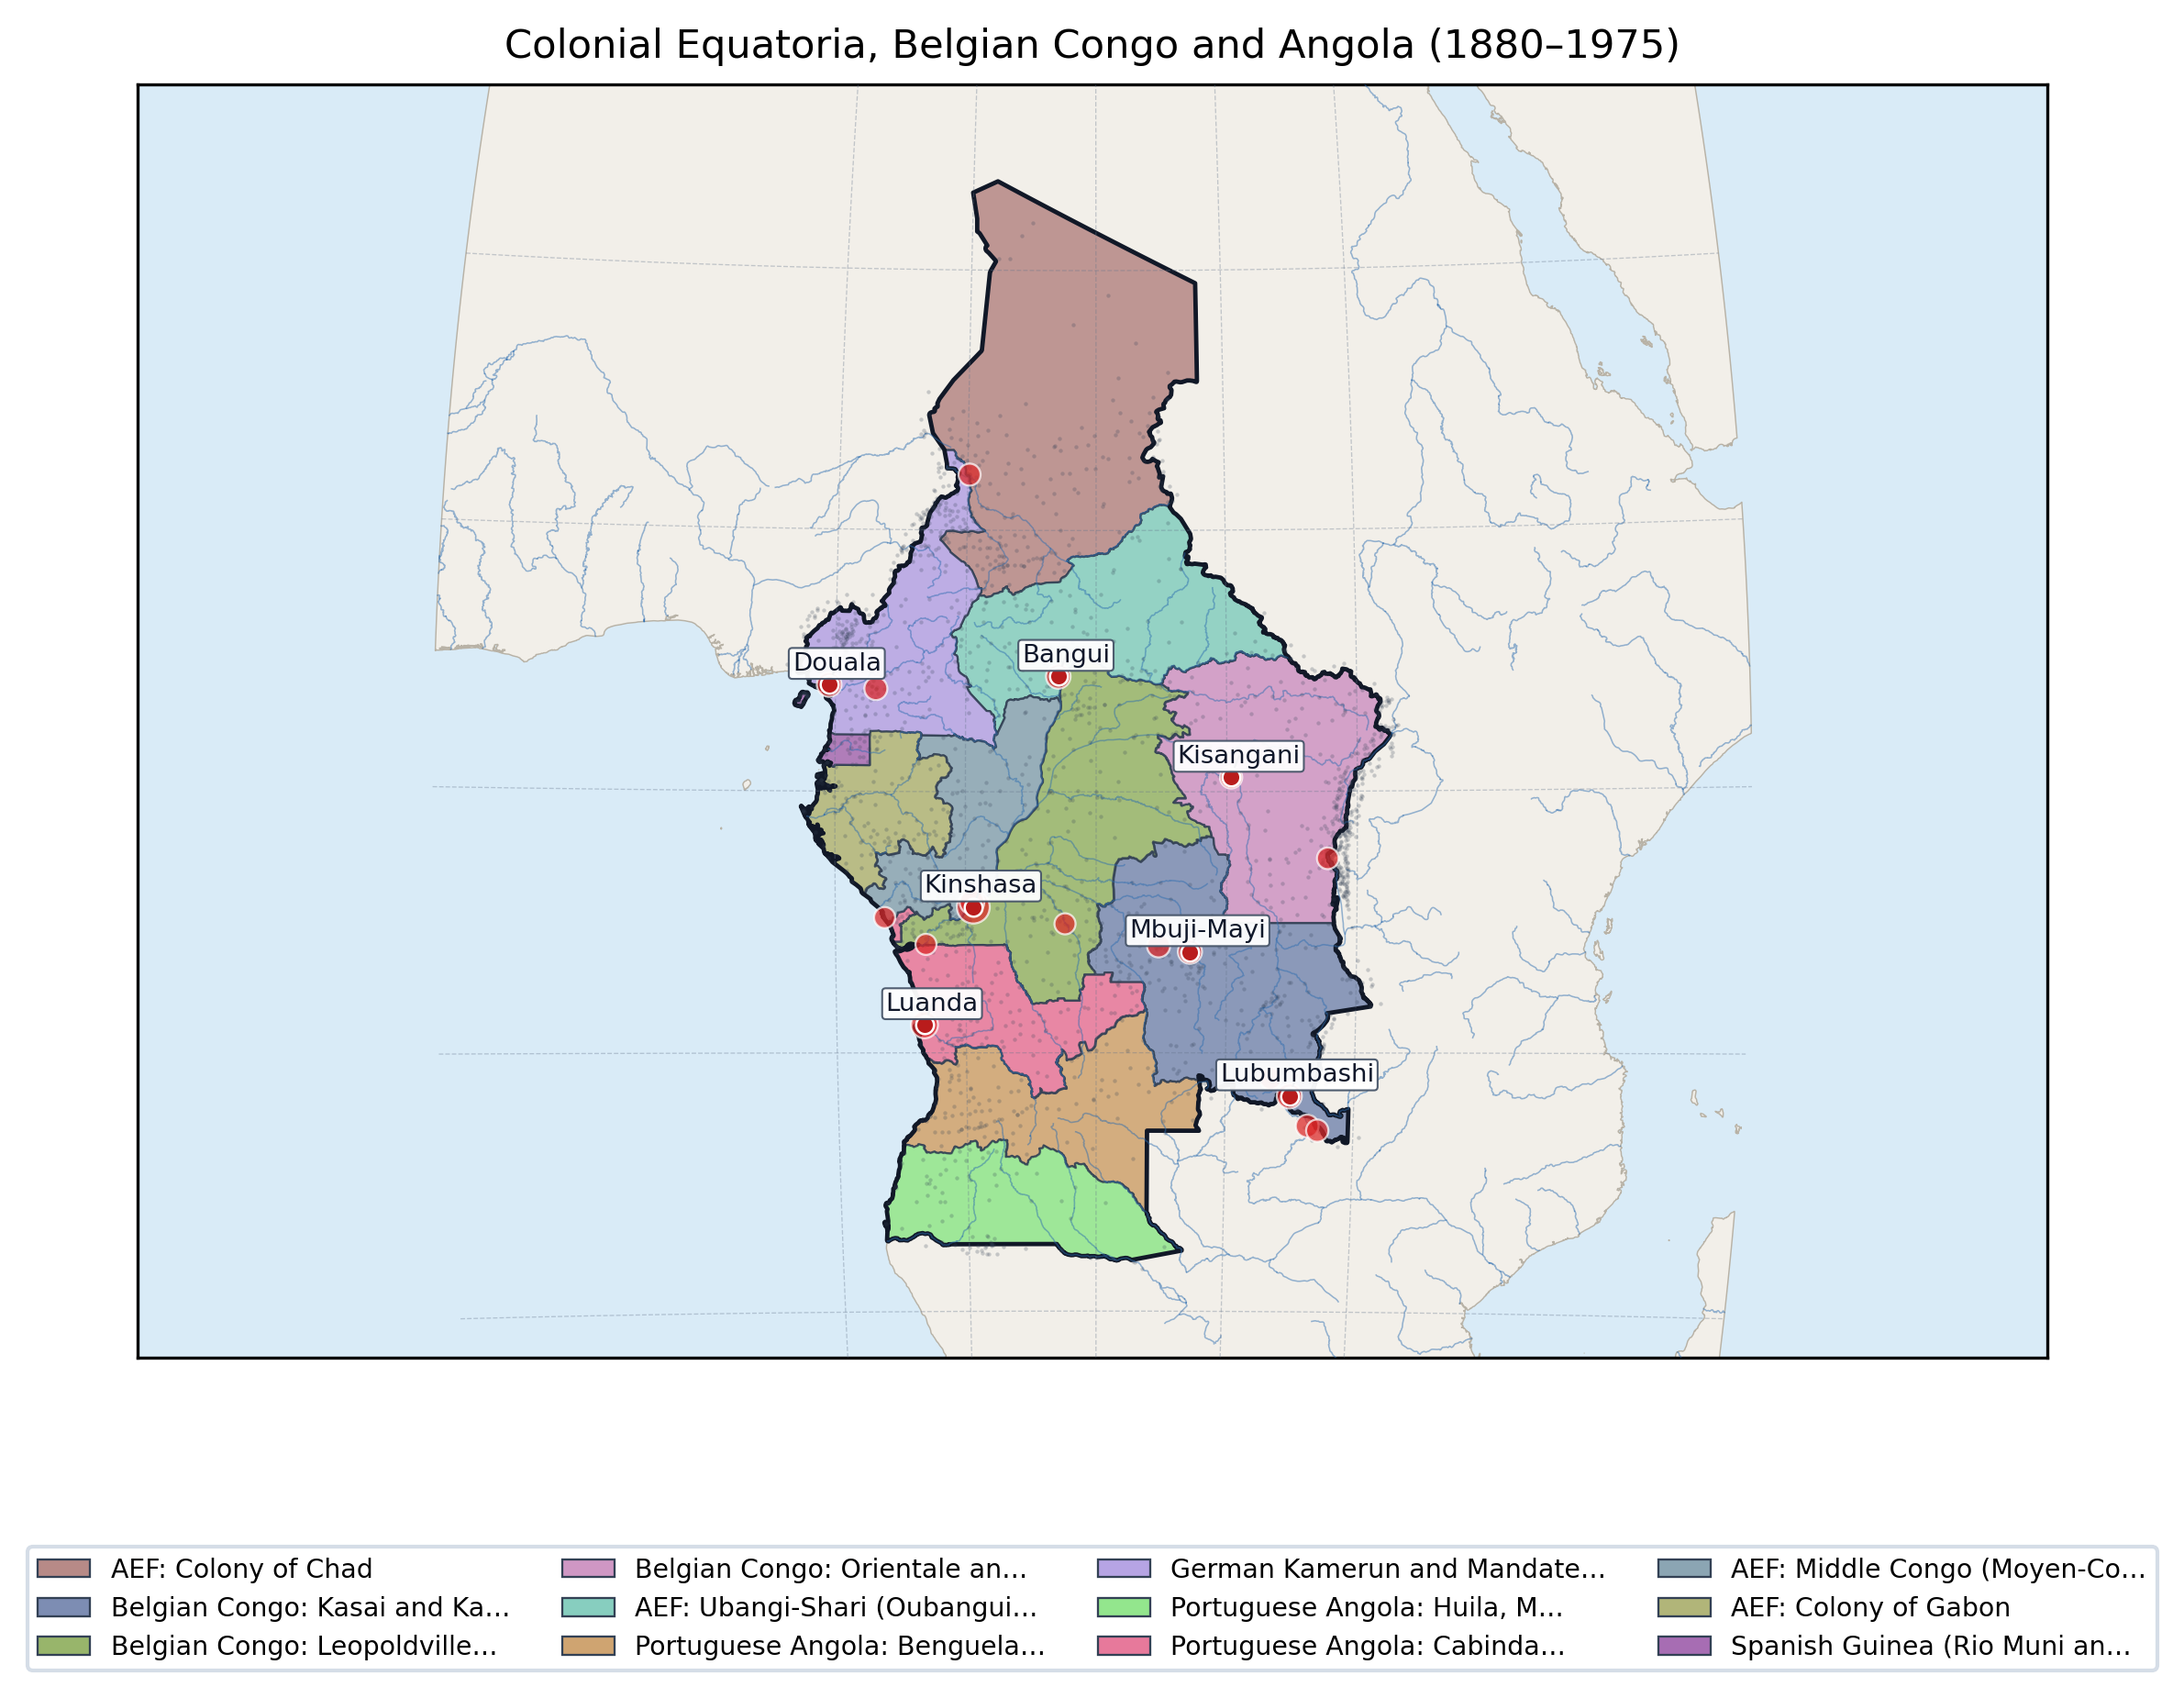 Colonial Equatoria, Belgian Congo and Angola (1880–1975)
Douala
Bangui
Kisangani
Kinshasa
Mbuji-Mayi
Luanda
Lubumbashi
AEF: Colony of Chad
Belgian Congo: Kasai and Ka...
Belgian Congo: Leopoldville...
Belgian Congo: Orientale an...
AEF: Ubangi-Shari (Oubangui...
Portuguese Angola: Benguela...
German Kamerun and Mandate...
Portuguese Angola: Huila, M...
Portuguese Angola: Cabinda...
AEF: Middle Congo (Moyen-Co...
AEF: Colony of Gabon
Spanish Guinea (Rio Muni an...